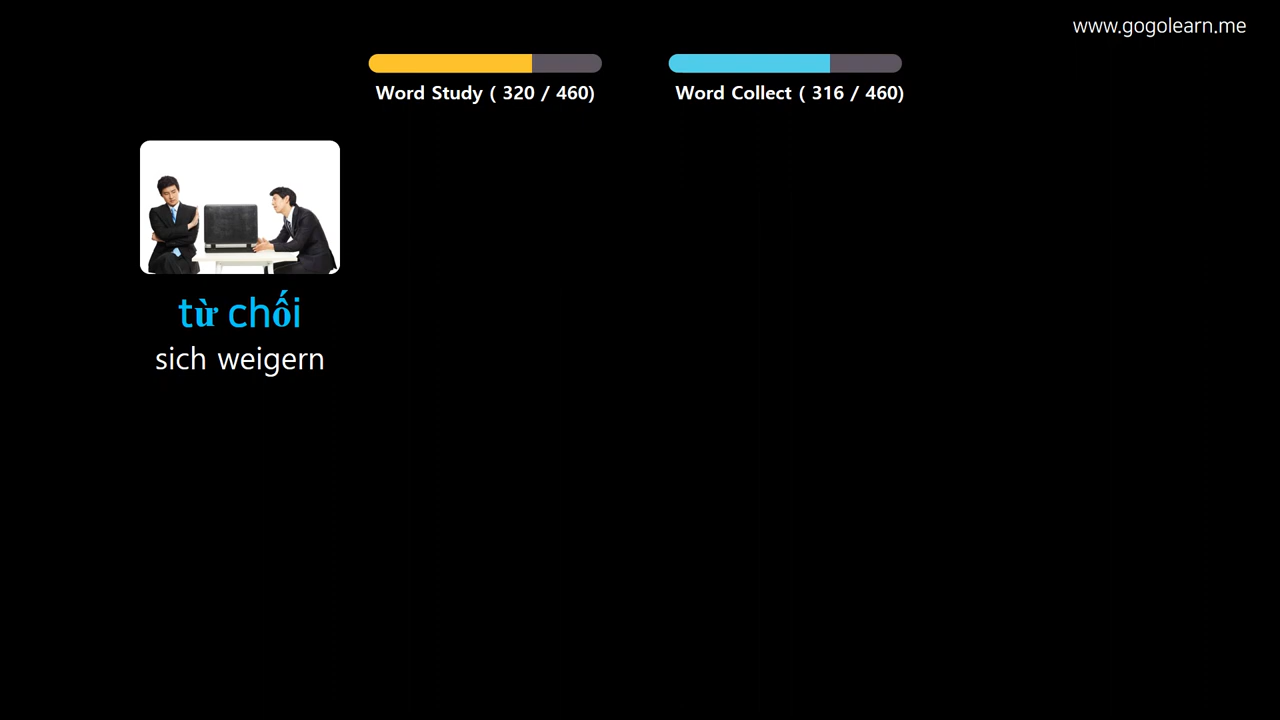 www.gogolearn.me
Word Study ( 320 / 460)
Word Collect ( 316 / 460)
từ chối
sich weigern